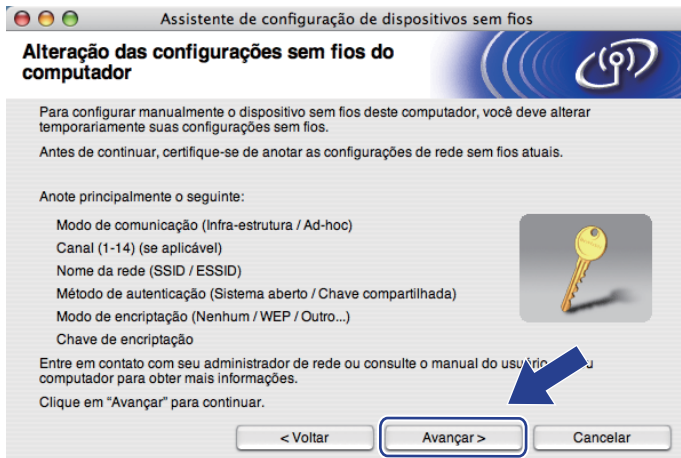 Assistente de configuração de dispositivos sem fios
Alteração das configurações sem fios do
computador
Para configurar manualmente o dispositivo sem fios deste computador, você deve alterar
temporariamente suas configurações sem fios.
Antes de continuar, certifique-se de anotar as configurações de rede sem fios atuais.
Anote principalmente o seguinte:
Modo de comunicação (Infra-estrutura / Ad-hoc)
Canal (1-14) (se aplicável)
Nome da rede (SSID / ESSID)
Método de autenticação (Sistema aberto / Chave compartilhada)
Modo de encriptação (Nenhum / WEP / Outro...)
Chave de encriptação
Entre em contato com seu administrador de rede ou consulte o manual do
computador para obter mais informações.
Clique em “Avançar” para continuar.
< Voltar
Avançar >
Cancelar